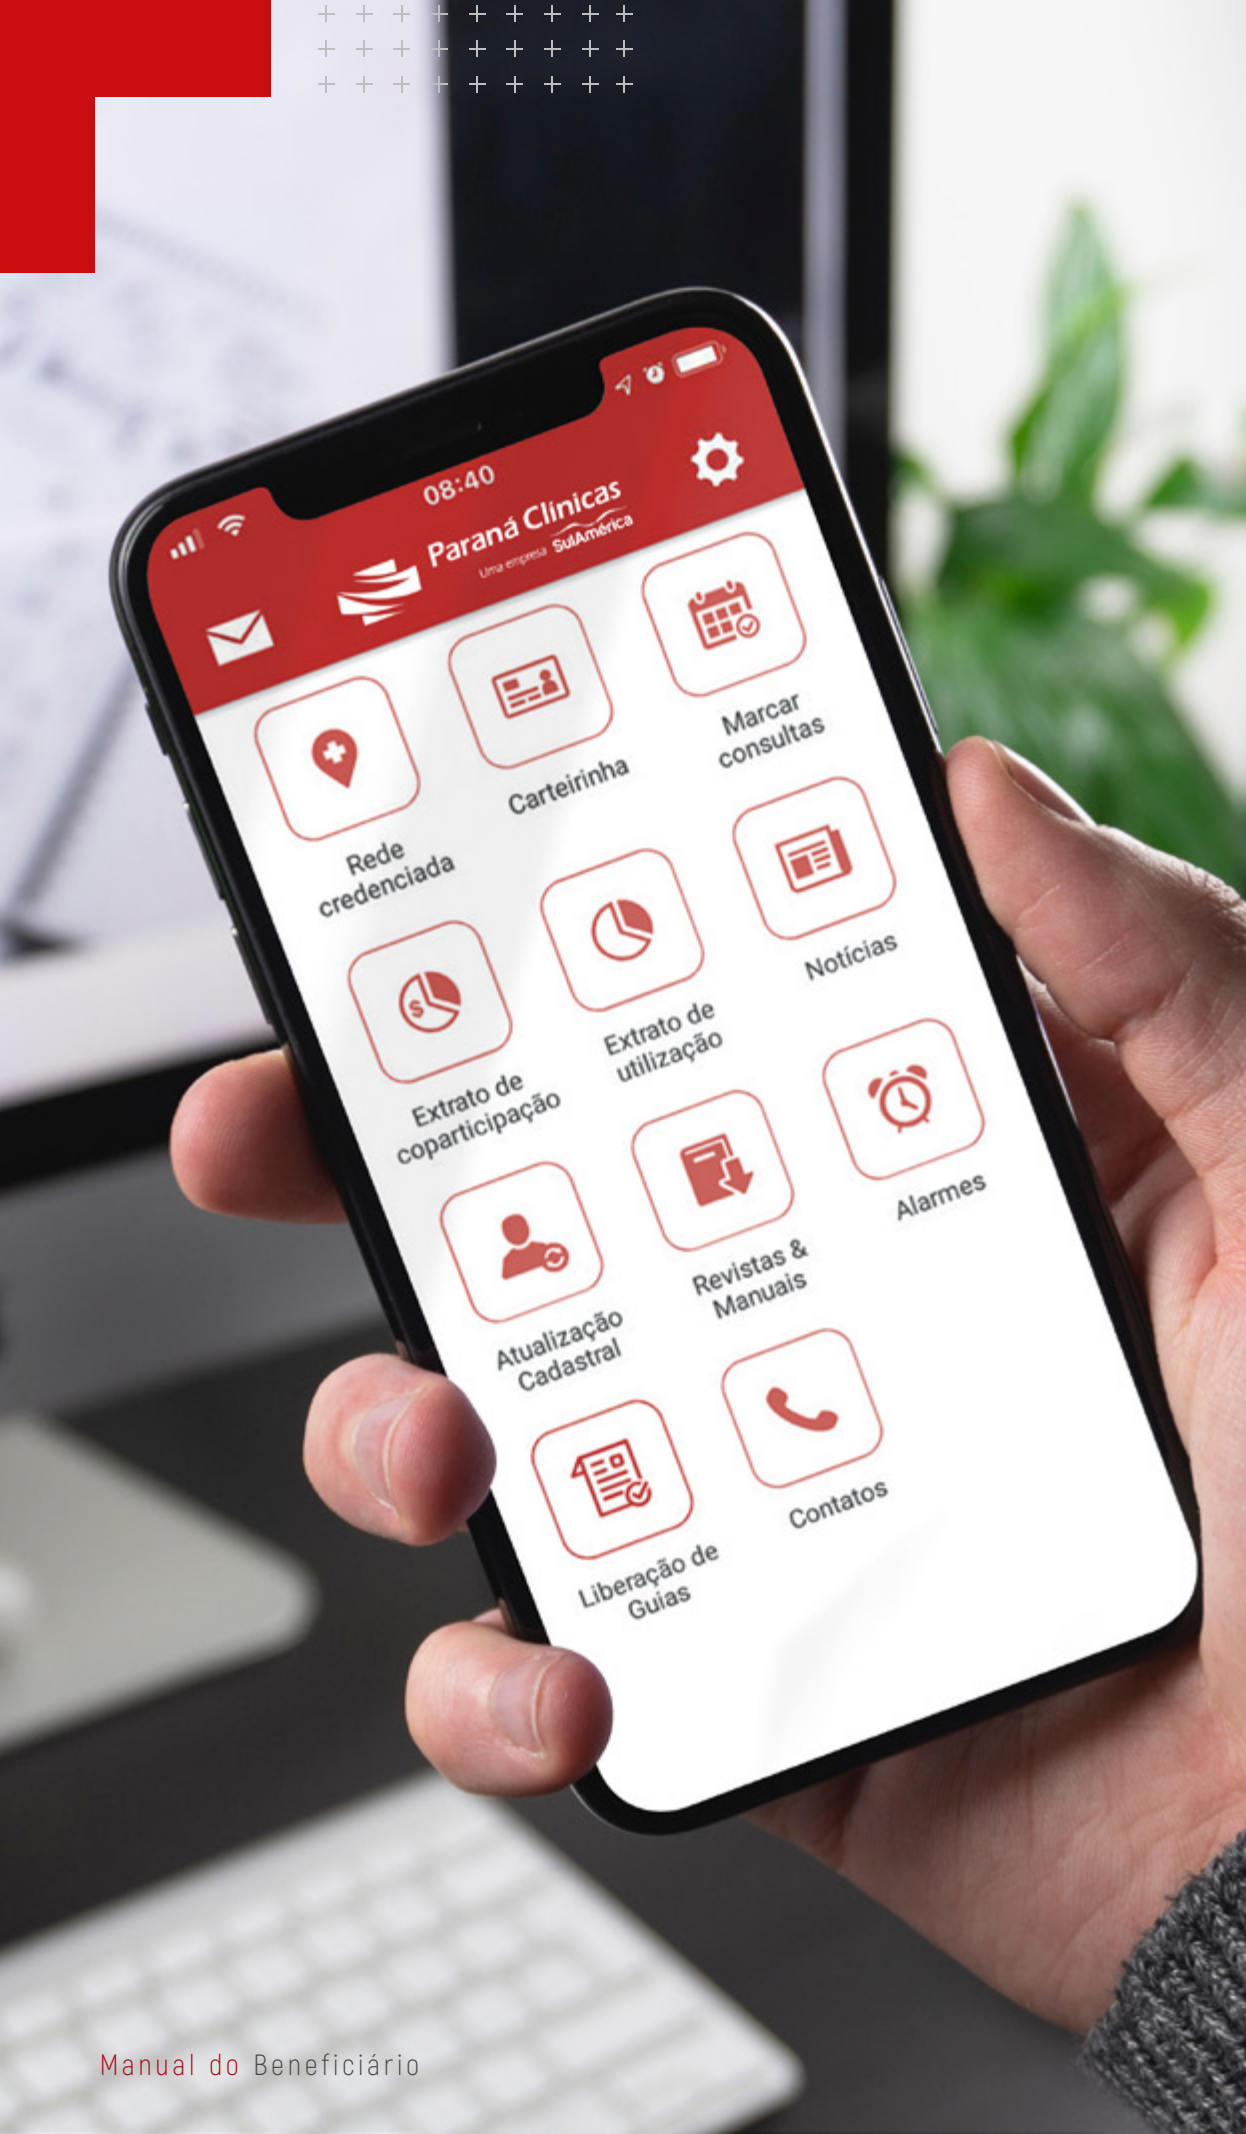 08:40
Paraná Clínicas
Uma empresa SulAmérica
Rede
credenciada
Carteirinha
Marcar
consultas
Extrato de
coparticipação
Extrato de
utilização
Notícias
Atualização
Cadastral
Revistas &
Manuais
Alarmes
Liberação de
Guias
Contatos
Manual do Beneficiário